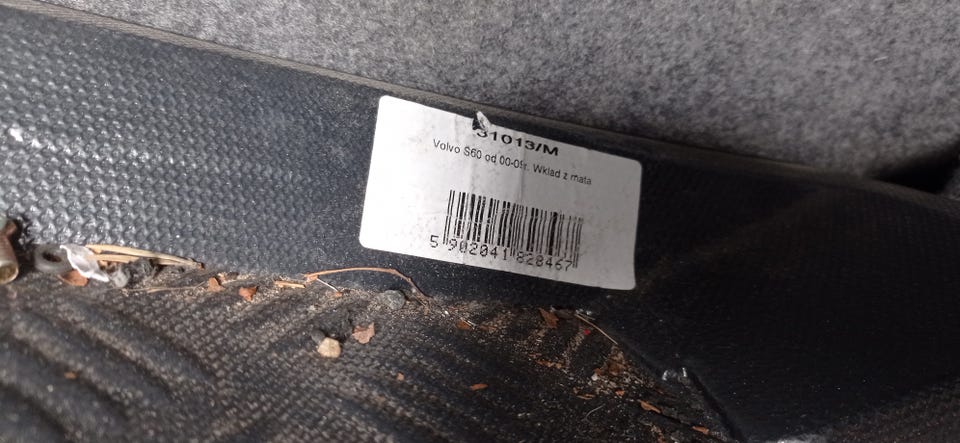 31013/M
Volvo S60 od 00-09r. Wkład z matą
5 902041 828467